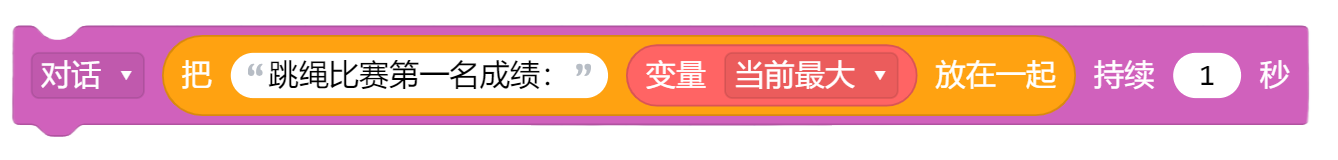 对话 ▼ 把 “跳绳比赛第一名成绩：” 变量 当前最大 ▼ 放在一起 持续 1 秒